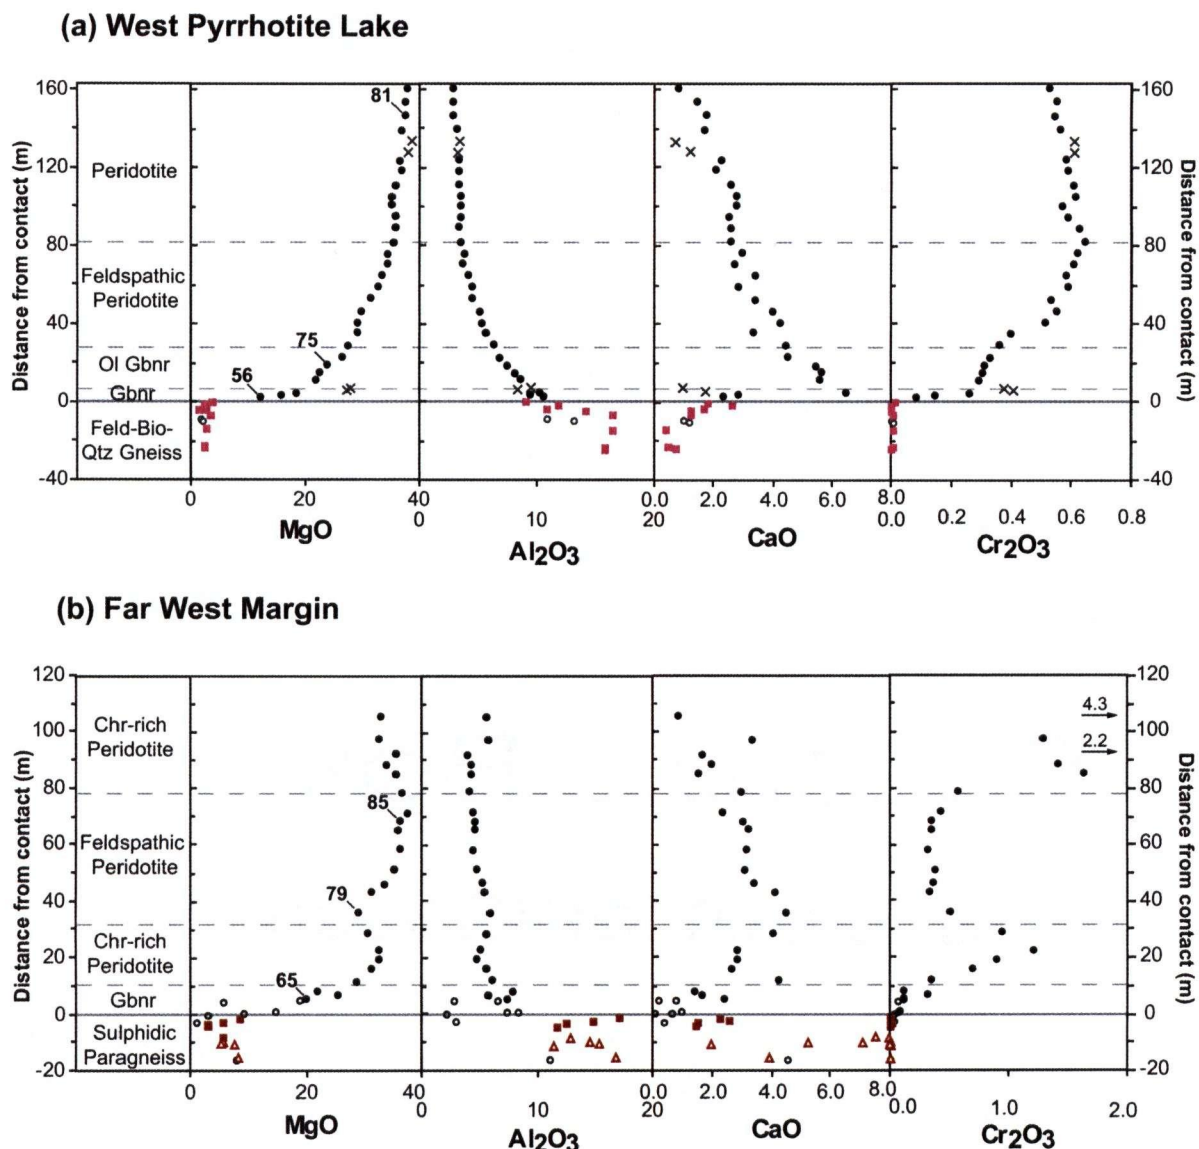 (a) West Pyrrhotite Lake
160
120
80
40
0
-40
Distance from contact (m)
Peridotite
Feldspathic
Peridotite
Ol Gbnr
Gbnr
Feld-Bio-
Qtz Gneiss
81
75
56
160
120
80
40
0
-40
Distance from contact (m)
0
20
40
MgO
0
10
20
Al2O3
0.0
2.0
4.0
6.0
8.0
CaO
0.0
0.2
0.4
0.6
0.8
Cr2O3
(b) Far West Margin
120
100
80
60
40
20
0
-20
Distance from contact (m)
Chr-rich
Peridotite
Feldspathic
Peridotite
Chr-rich
Peridotite
Gbnr
Sulphidic
Paragneiss
85
79
65
4.3
2.2
120
100
80
60
40
20
0
-20
Distance from contact (m)
0
20
40
MgO
0
10
20
Al2O3
0.0
2.0
4.0
6.0
8.0
CaO
0.0
1.0
2.0
Cr2O3